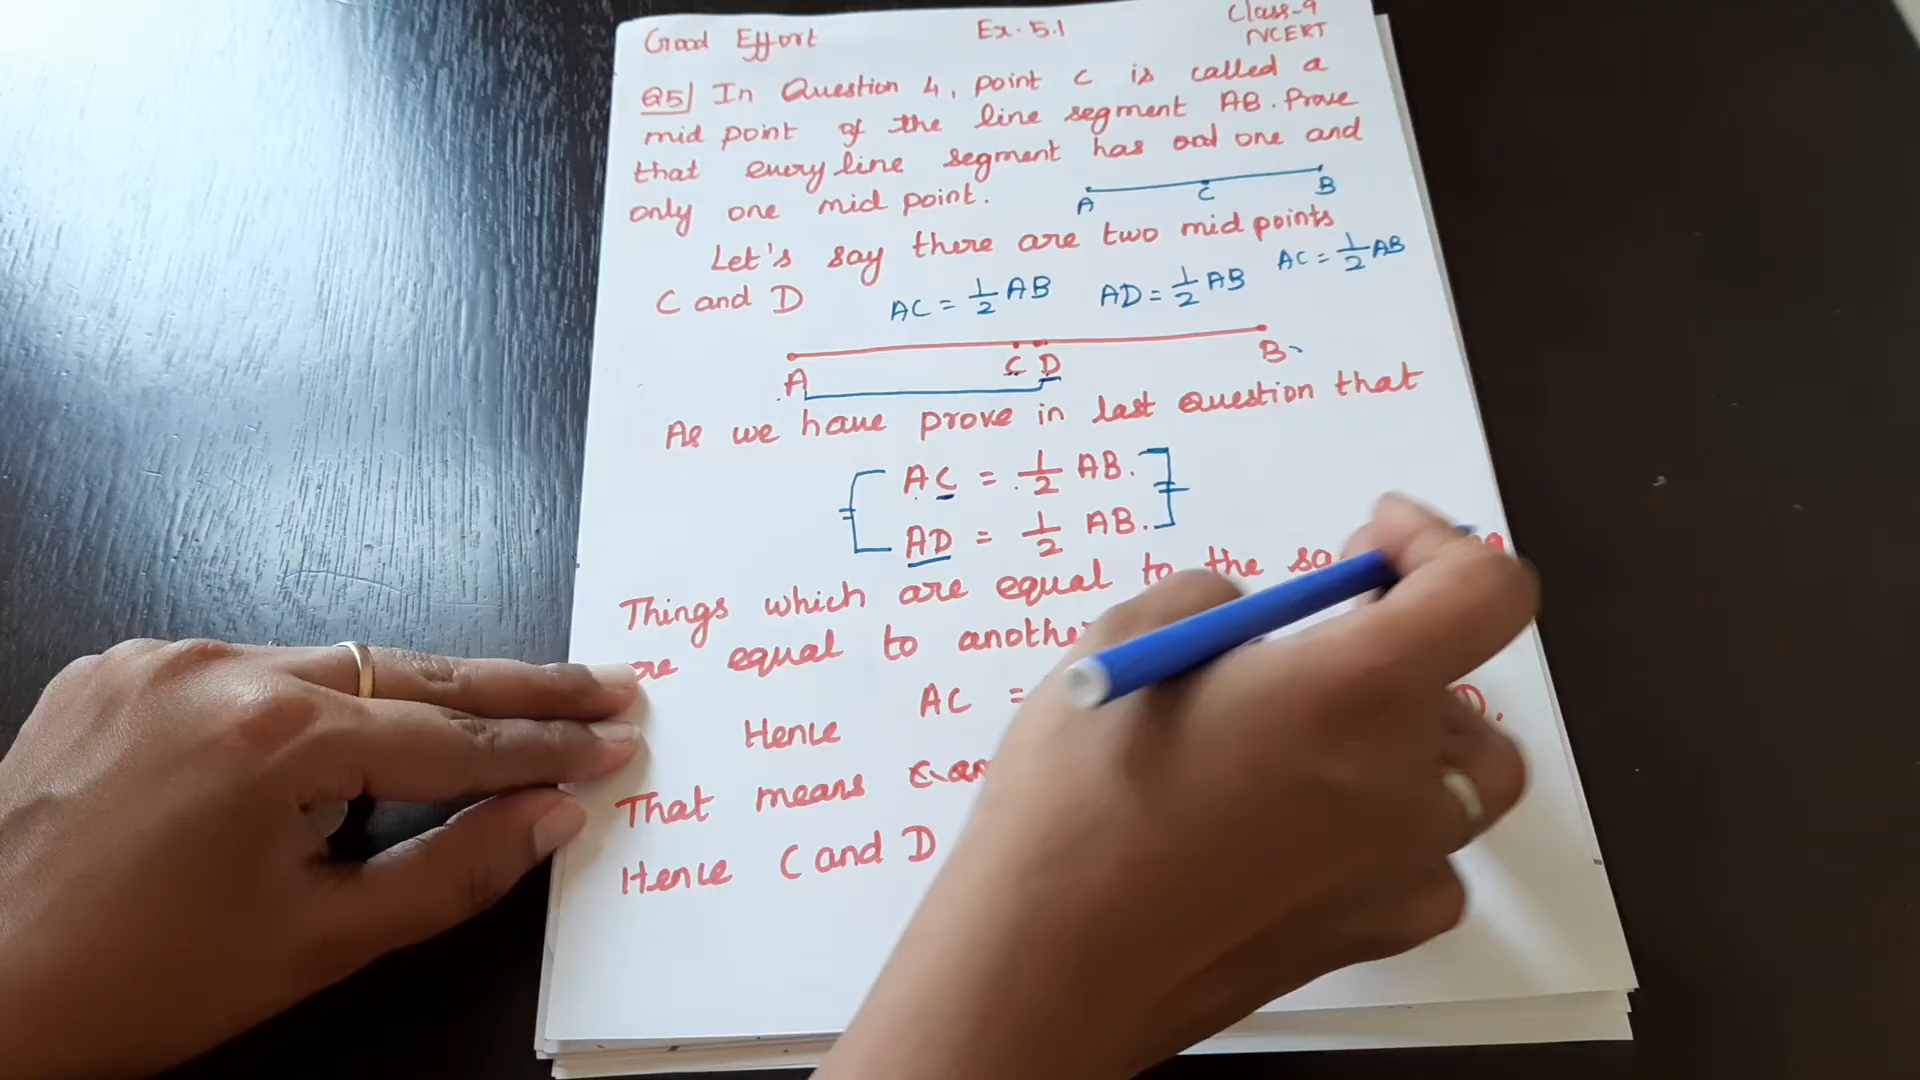 Good Effort Ex. 5.1 Class-9
NCERT
Q5 In Question 4, point C is called a
mid point of the line segment AB. Prove
that every line segment has one and
only one mid point.
A C B
Let's say there are two mid points
C and D AC = 1/2 AB AD = 1/2 AB AC = 1/2 AB
A C D B
As we have prove in last Question that
AC = 1/2 AB.
AD = 1/2 AB.
Things which are equal to the
are equal to another
Hence AC = D.
That means
Hence C and D